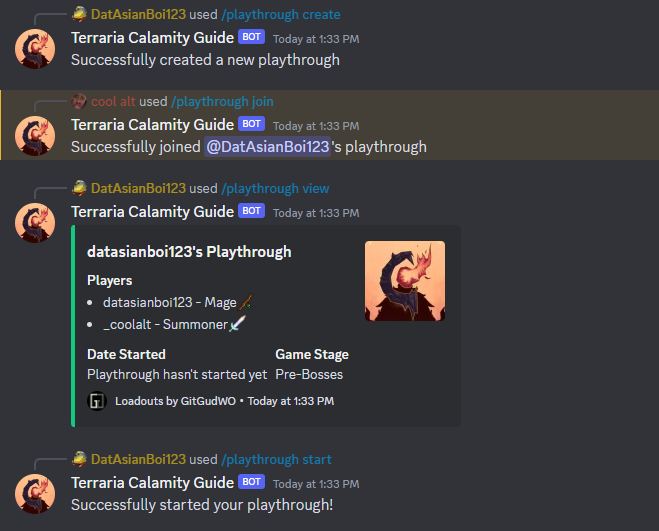 DatAsianBoi123 used /playthrough create
Terraria Calamity Guide BOT Today at 1:33 PM
Successfully created a new playthrough
cool alt used /playthrough join
Terraria Calamity Guide BOT Today at 1:33 PM
Successfully joined @DatAsianBoi123's playthrough
DatAsianBoi123 used /playthrough view
Terraria Calamity Guide BOT Today at 1:33 PM
datasianboi123's Playthrough
Players
• datasianboi123 - Mage
• _coolalt - Summoner
Date Started Game Stage
Playthrough hasn't started yet Pre-Bosses
Loadouts by GitGudWO • Today at 1:33 PM
DatAsianBoi123 used /playthrough start
Terraria Calamity Guide BOT Today at 1:33 PM
Successfully started your playthrough!